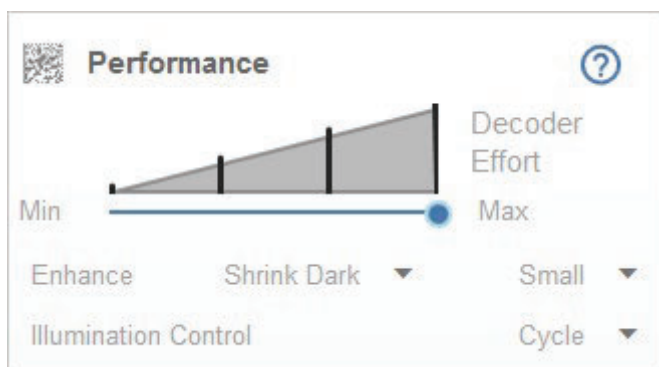 Performance ?
Decoder
Effort
Min Max
Enhance Shrink Dark Small
Illumination Control Cycle